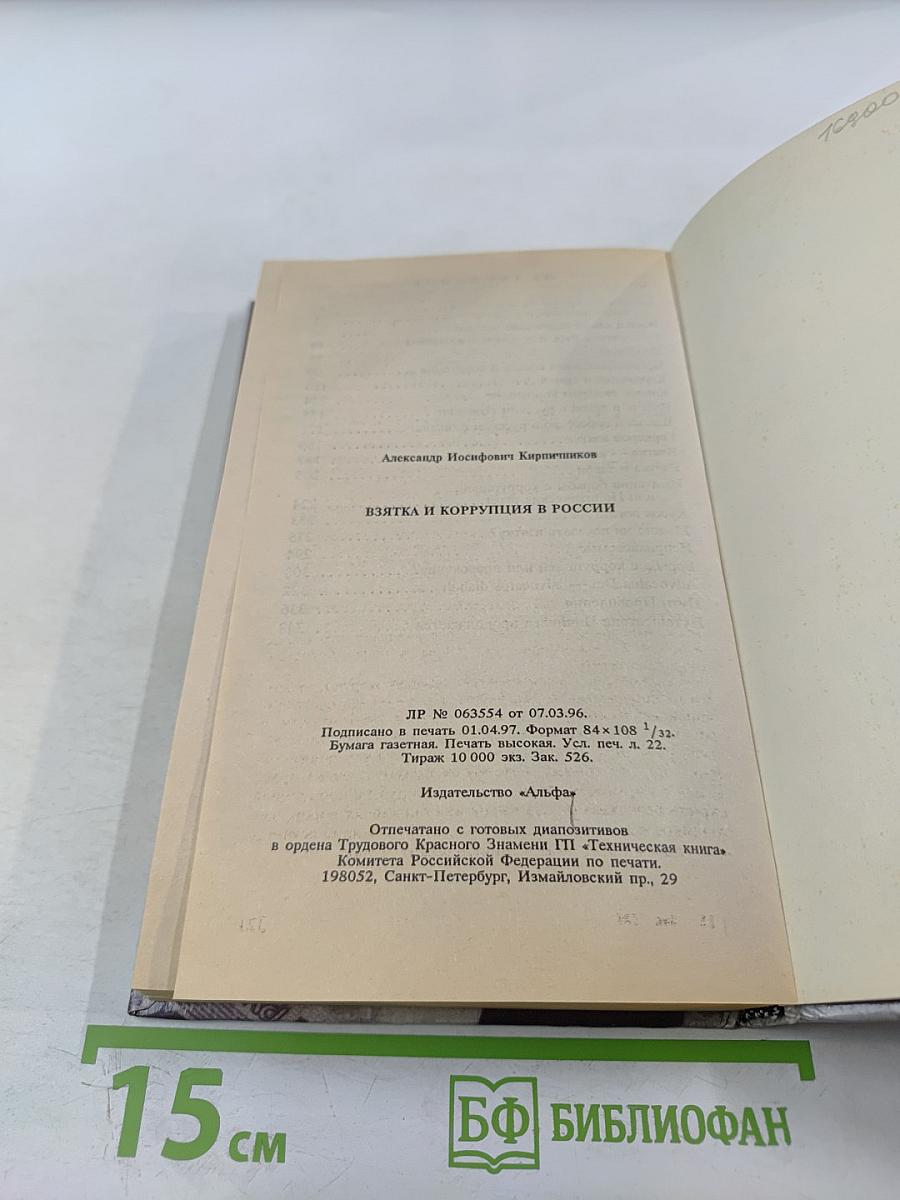 16900
Александр Иосифович Кирпичников
ВЗЯТКА И КОРРУПЦИЯ В РОССИИ
ЛР № 063554 от 07.03.96.
Подписано в печать 01.04.97. Формат 84×108 1/32.
Бумага газетная. Печать высокая. Усл. печ. л. 22.
Тираж 10 000 экз. Зак. 526.
Издательство «Альфа»
Отпечатано с готовых диапозитивов
в ордена Трудового Красного Знамени ГП «Техническая книга»
Комитета Российской Федерации по печати.
198052, Санкт-Петербург, Измайловский пр., 29
15 см
БФ БИБЛИОФАН